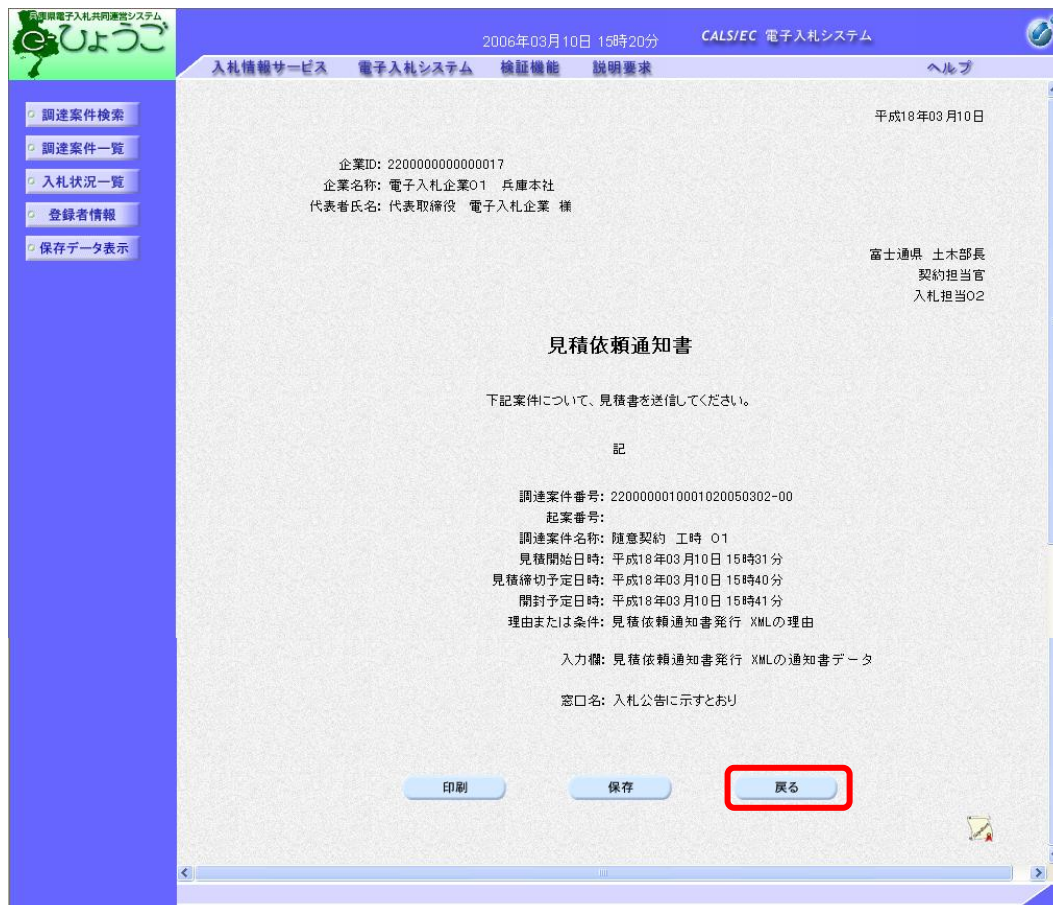 兵庫県電子入札共同運営システム
eひょうご
2006年03月10日 15時20分
CALS/EC 電子入札システム
入札情報サービス 電子入札システム 検証機能 説明要求 ヘルプ
調達案件検索
調達案件一覧
入札状況一覧
登録者情報
保存データ表示
平成18年03月10日
企業ID: 2200000000000017
企業名称: 電子入札企業01 兵庫本社
代表者氏名: 代表取締役 電子入札企業 様
富士通県 土木部長
契約担当官
入札担当02
見積依頼通知書
下記案件について、見積書を送信してください。
記
調達案件番号: 2200000010001020050302-00
起案番号:
調達案件名称: 随意契約 工時 01
見積開始日時: 平成18年03月10日 15時31分
見積締切予定日時: 平成18年03月10日 15時40分
開封予定日時: 平成18年03月10日 15時41分
理由または条件: 見積依頼通知書発行 XMLの理由
入力欄: 見積依頼通知書発行 XMLの通知書データ
窓口名: 入札公告に示すとおり
印刷 保存 戻る